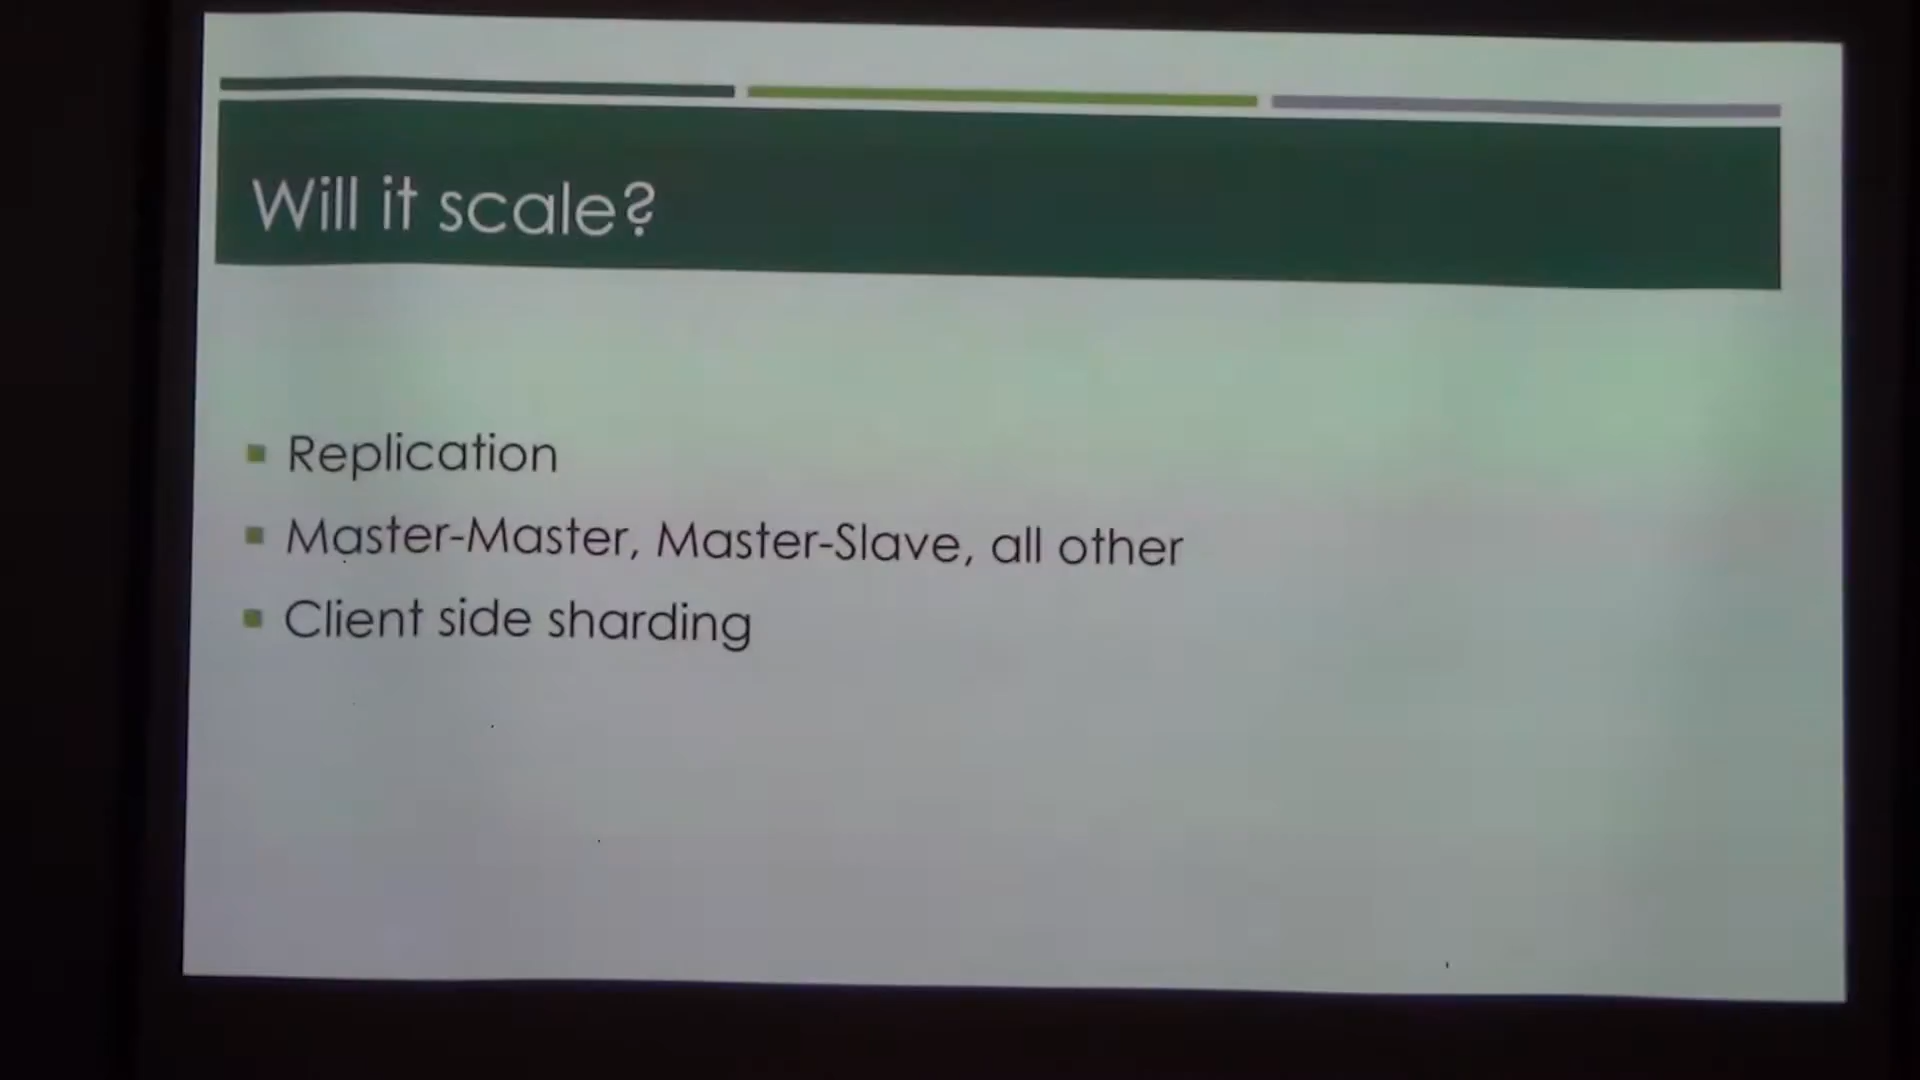 Will it scale?
Replication
Master-Master, Master-Slave, all other
Client side sharding